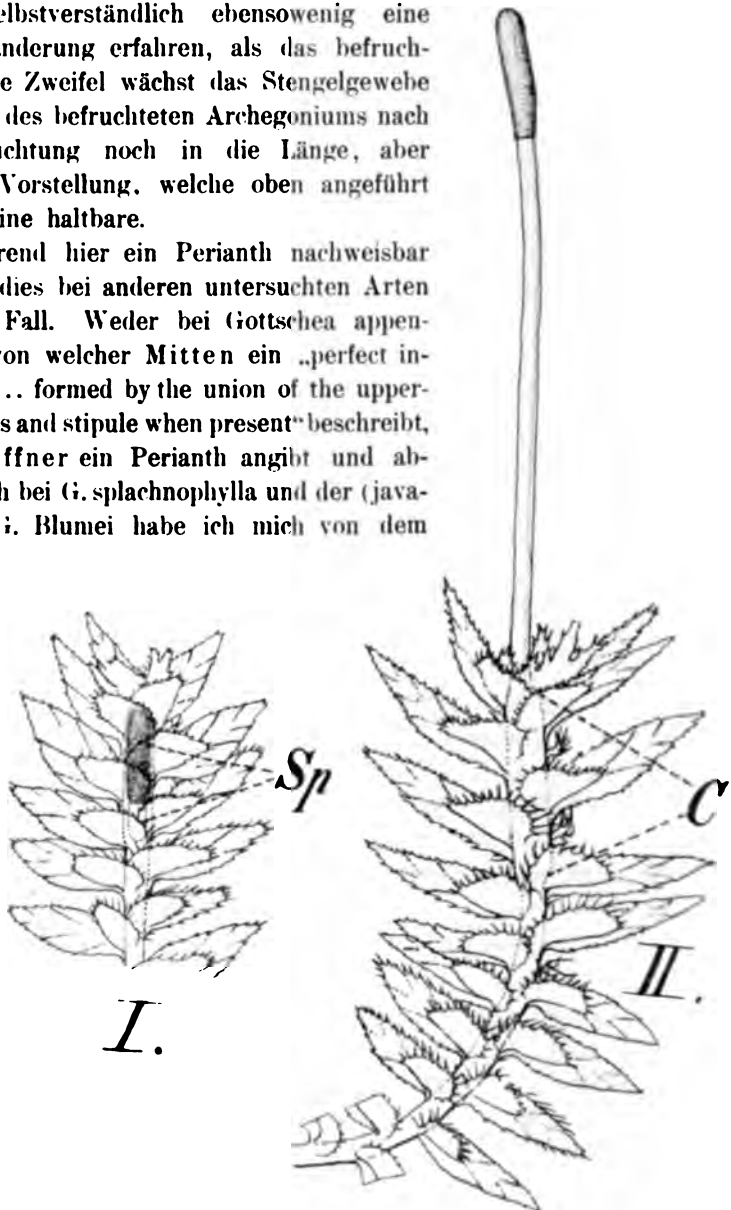 elbstverständlich ebensowenig eine
nderung erfahren, als das befruch-
e Zweifel wächst das Stengelgewebe
des befruchteten Archegoniums nach
uchtung noch in die Länge, aber
Vorstellung, welche oben angeführt
ine haltbare.
rend hier ein Perianth nachweisbar
dies bei anderen untersuchten Arten
Fall. Weder bei Gottschea appen-
von welcher Mitten ein „perfect in-
.. formed by the union of the upper-
s and stipule when present“ beschreibt,
ffner ein Perianth angibt und ab-
h bei G. splachnophylla und der (java-
G. Blumei habe ich mich von dem
Sp
C
I.
II.